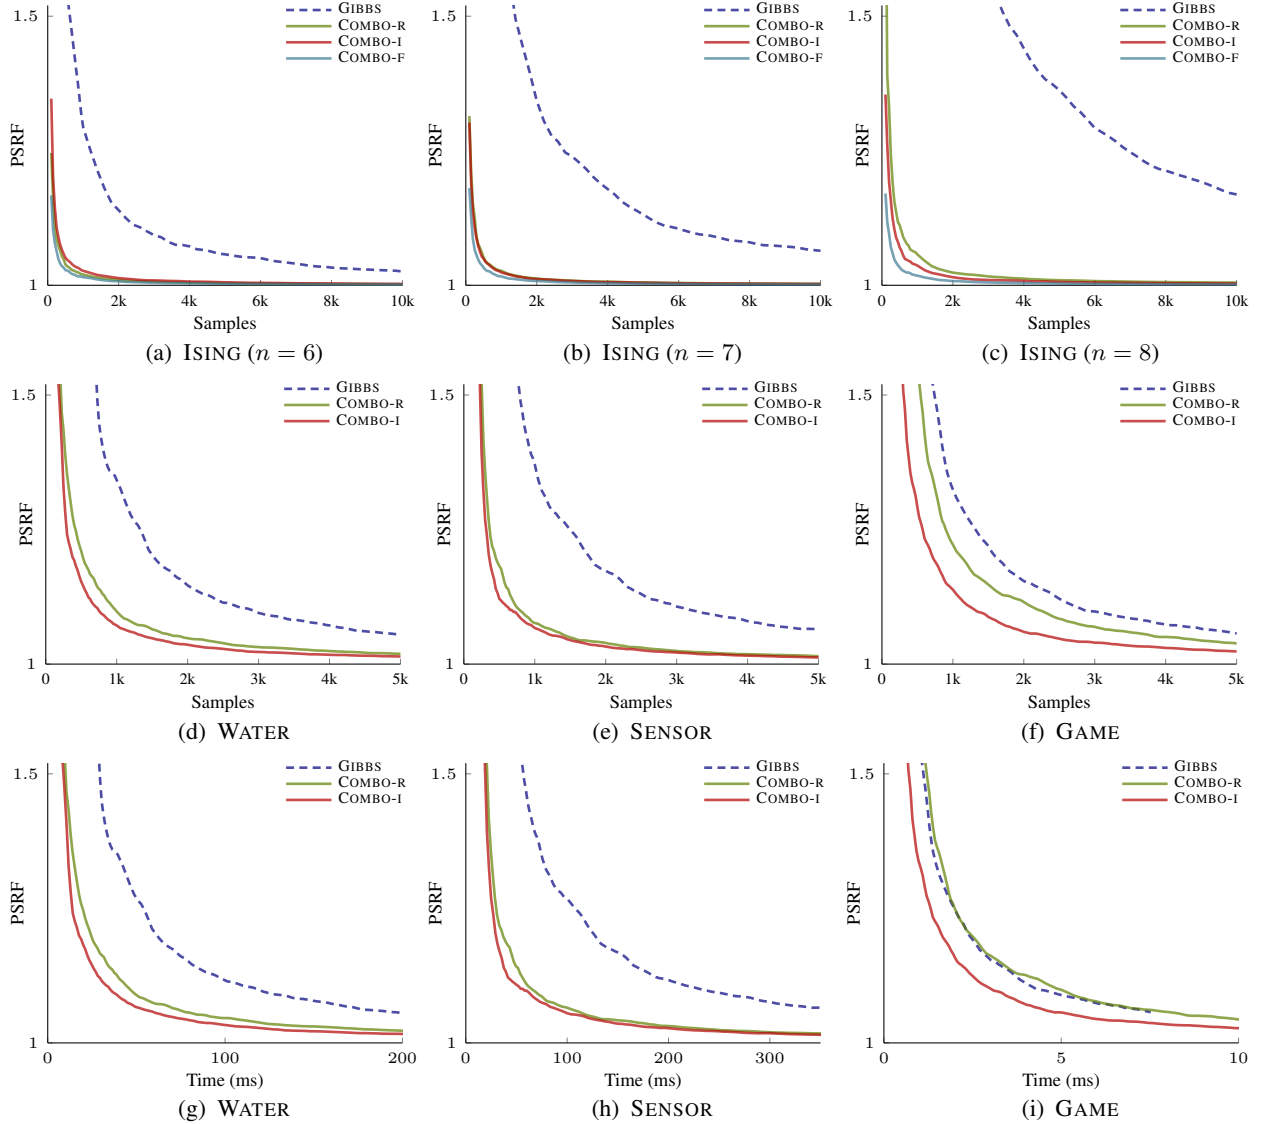 1.5
1
PSRF
GIBBS
COMBO-R
COMBO-I
COMBO-F
0 2k 4k 6k 8k 10k
Samples
(a) ISING (n = 6)
1.5
1
PSRF
GIBBS
COMBO-R
COMBO-I
COMBO-F
0 2k 4k 6k 8k 10k
Samples
(b) ISING (n = 7)
1.5
1
PSRF
GIBBS
COMBO-R
COMBO-I
COMBO-F
0 2k 4k 6k 8k 10k
Samples
(c) ISING (n = 8)
1.5
1
PSRF
GIBBS
COMBO-R
COMBO-I
0 1k 2k 3k 4k 5k
Samples
(d) WATER
1.5
1
PSRF
GIBBS
COMBO-R
COMBO-I
0 1k 2k 3k 4k 5k
Samples
(e) SENSOR
1.5
1
PSRF
GIBBS
COMBO-R
COMBO-I
0 1k 2k 3k 4k 5k
Samples
(f) GAME
1.5
1
PSRF
GIBBS
COMBO-R
COMBO-I
0 100 200
Time (ms)
(g) WATER
1.5
1
PSRF
GIBBS
COMBO-R
COMBO-I
0 100 200 300
Time (ms)
(h) SENSOR
1.5
1
PSRF
GIBBS
COMBO-R
COMBO-I
0 5 10
Time (ms)
(i) GAME